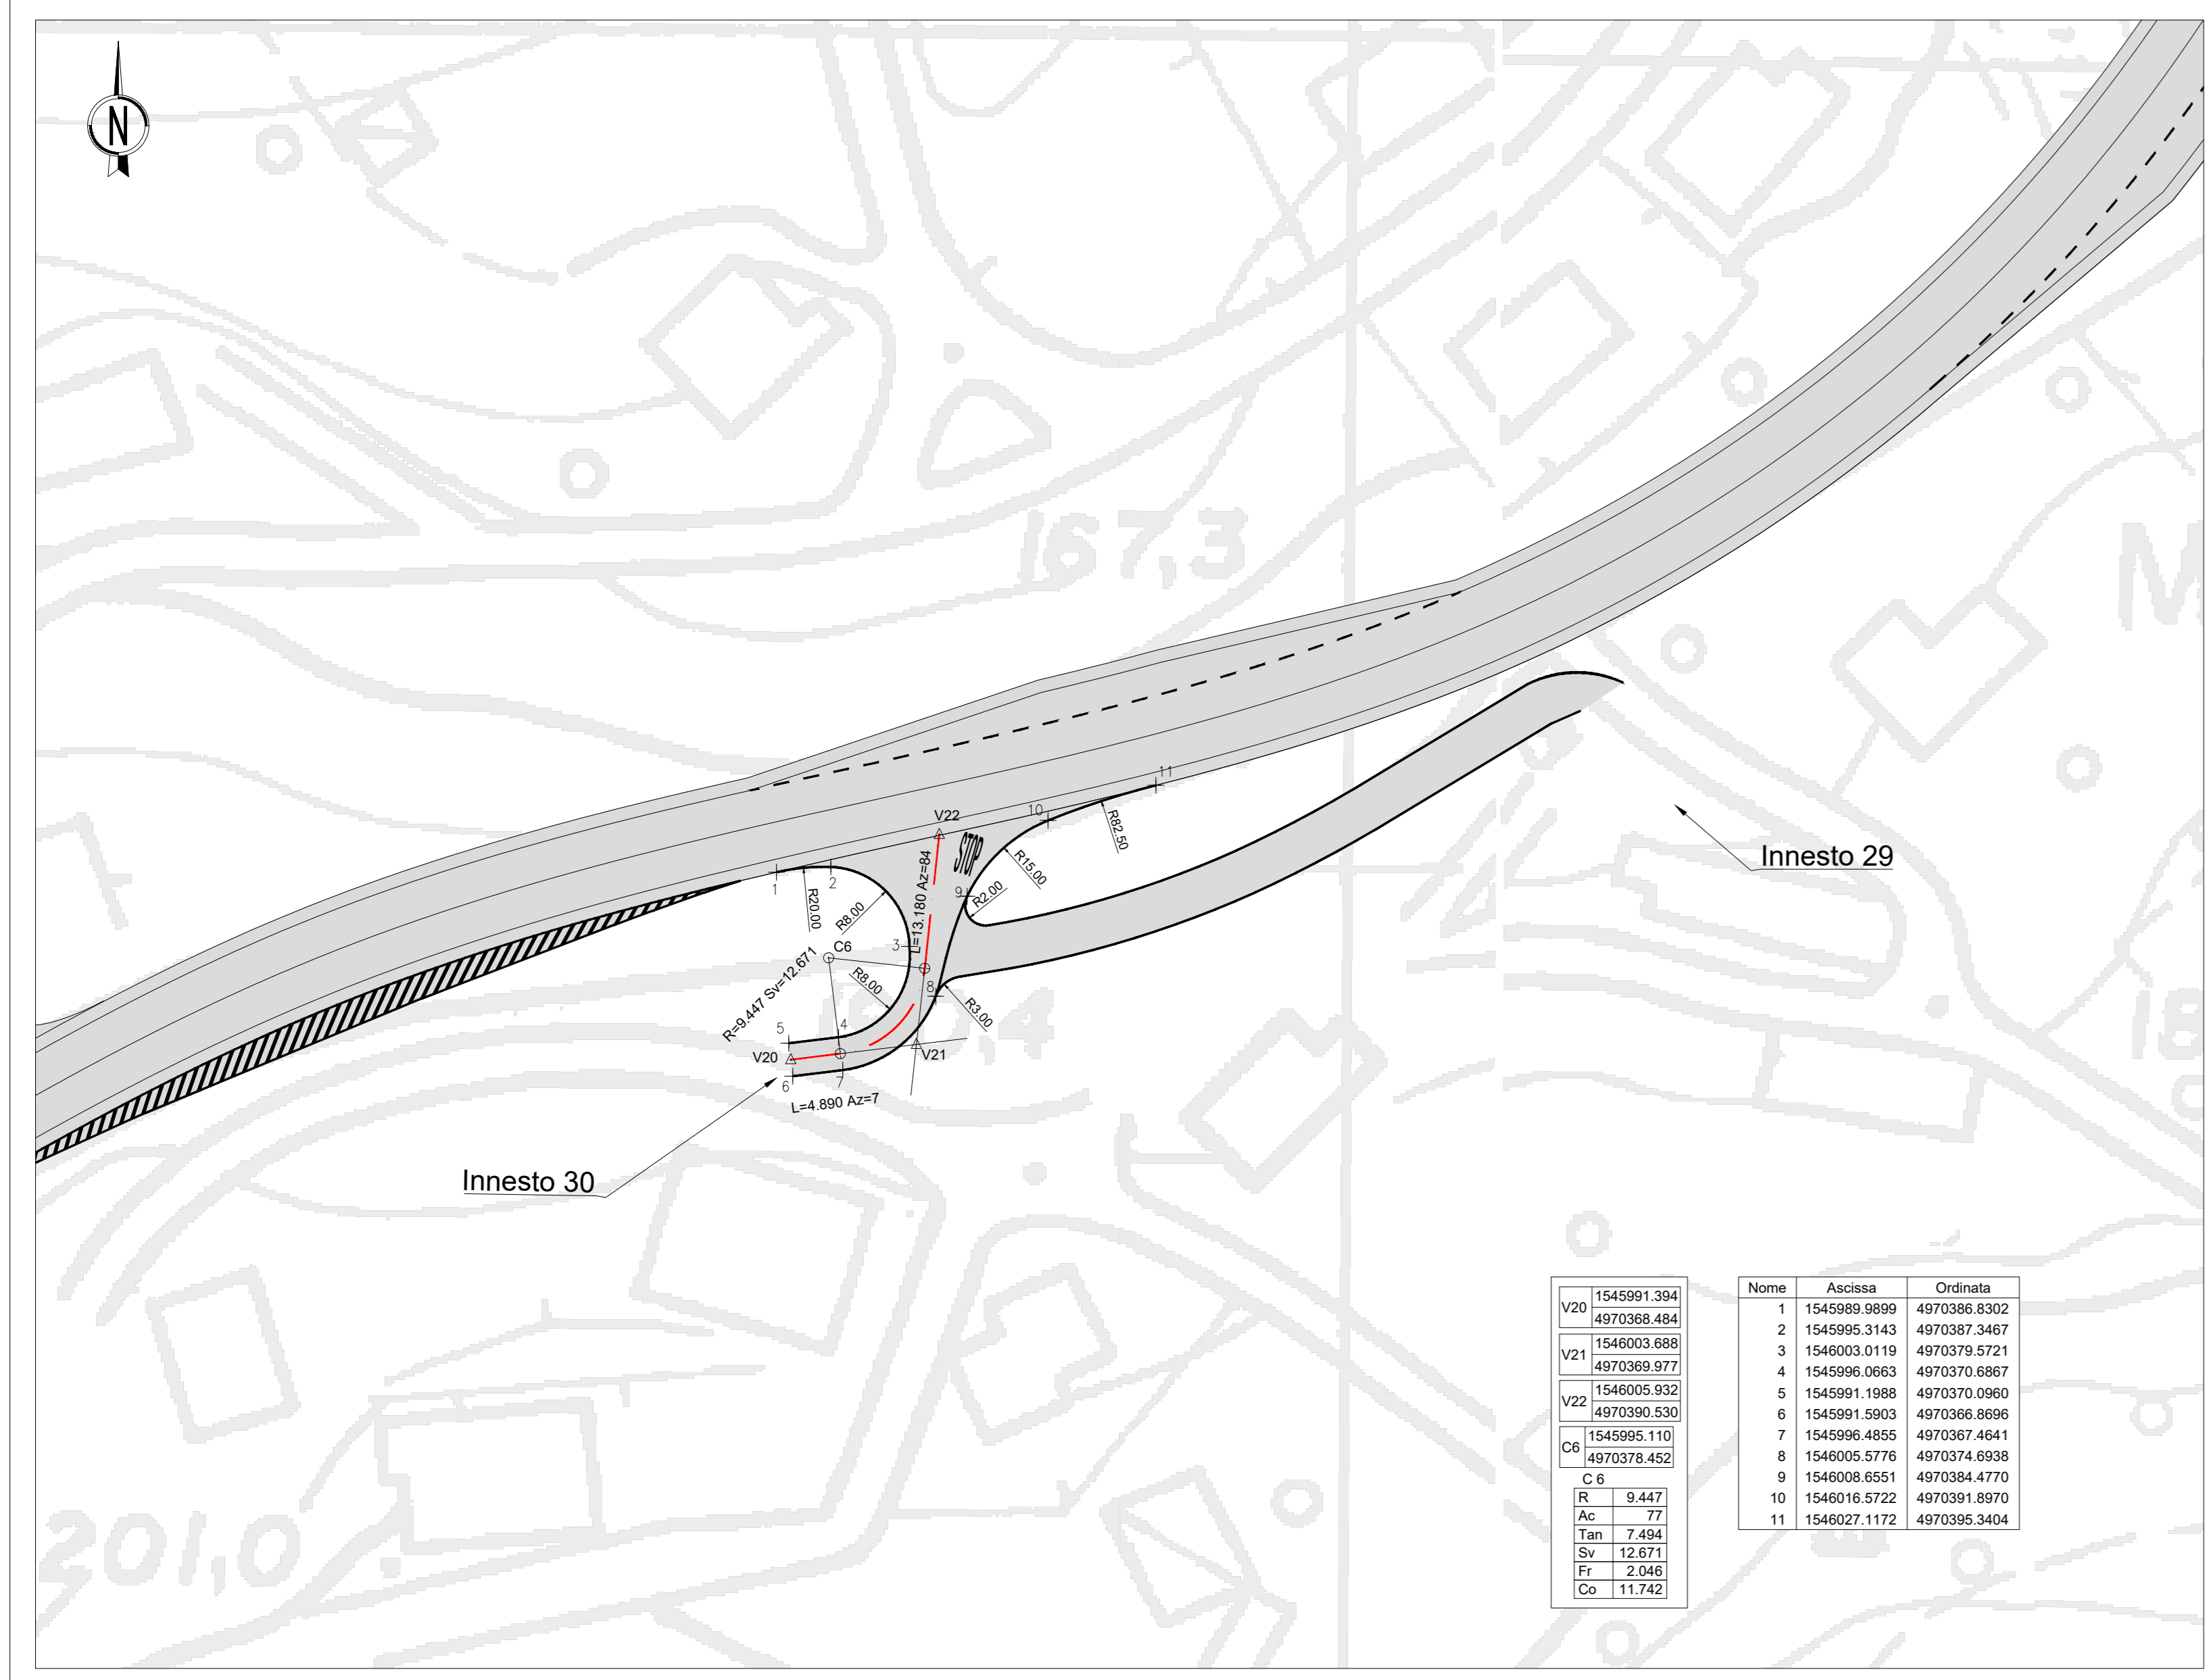 N
167,3
M
11
V22
10
R82.50
STOP
Innesto 29
R15.00
1
2
R20.00
R8.00
L=13.180 Az=84
9
R2.00
3
C6
R=9.447 Sv=12.671
R8.00
8
R3.00
5
4
V20
V21
6
7
L=4.890 Az=7
Innesto 30
201,0
V20 1545991.394
4970368.484
V21 1546003.688
4970369.977
V22 1546005.932
4970390.530
C6 1545995.110
4970378.452
C 6
R 9.447
Ac 77
Tan 7.494
Sv 12.671
Fr 2.046
Co 11.742
Nome Ascissa Ordinata
1 1545989.9899 4970386.8302
2 1545995.3143 4970387.3467
3 1546003.0119 4970379.5721
4 1545996.0663 4970370.6867
5 1545991.1988 4970370.0960
6 1545991.5903 4970366.8696
7 1545996.4855 4970367.4641
8 1546005.5776 4970374.6938
9 1546008.6551 4970384.4770
10 1546016.5722 4970391.8970
11 1546027.1172 4970395.3404